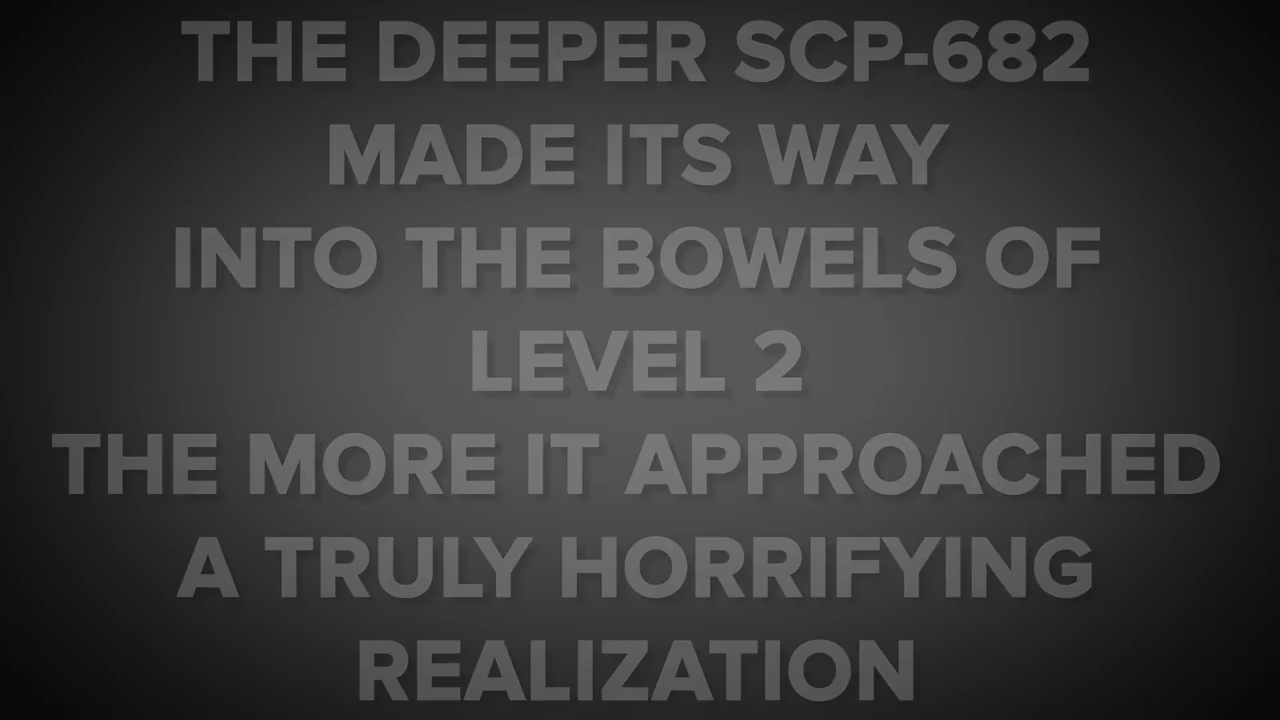 THE DEEPER SCP-682
MADE ITS WAY
INTO THE BOWELS OF
LEVEL 2
THE MORE IT APPROACHED
A TRULY HORRIFYING
REALIZATION